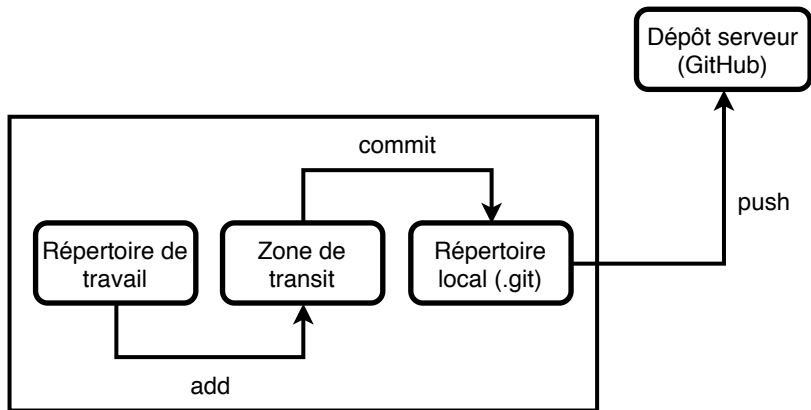 Dépôt serveur
(GitHub)
commit
push
Répertoire de
travail
Zone de
transit
Répertoire
local (.git)
add